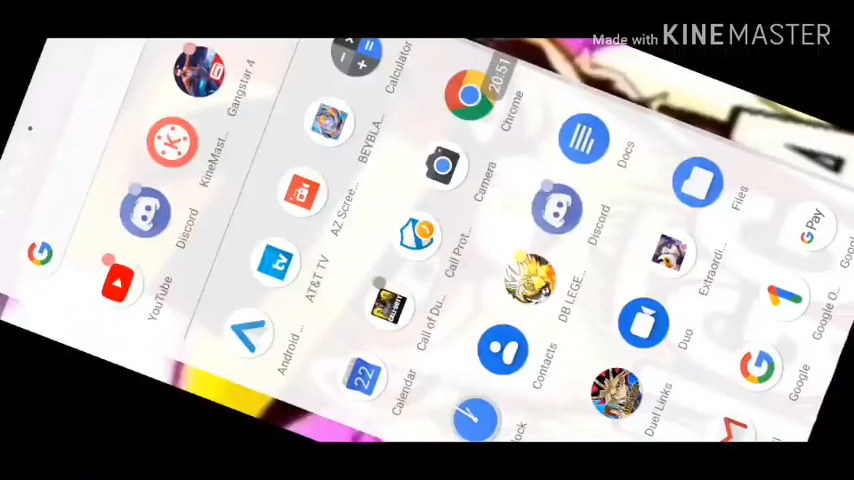 Made with KINEMASTER
20:51
YouTube
Discord
KineMast...
Gangstar 4
Android ...
AT&T TV
AZ Scree...
BEYBLA...
Calculator
Calendar
Call of Du...
Call Prot...
Camera
Chrome
lock
Contacts
DB LEGE...
Discord
Docs
Duel Links
Duo
Extraordi...
Files
Google
Google O...
G Pay
22
tv